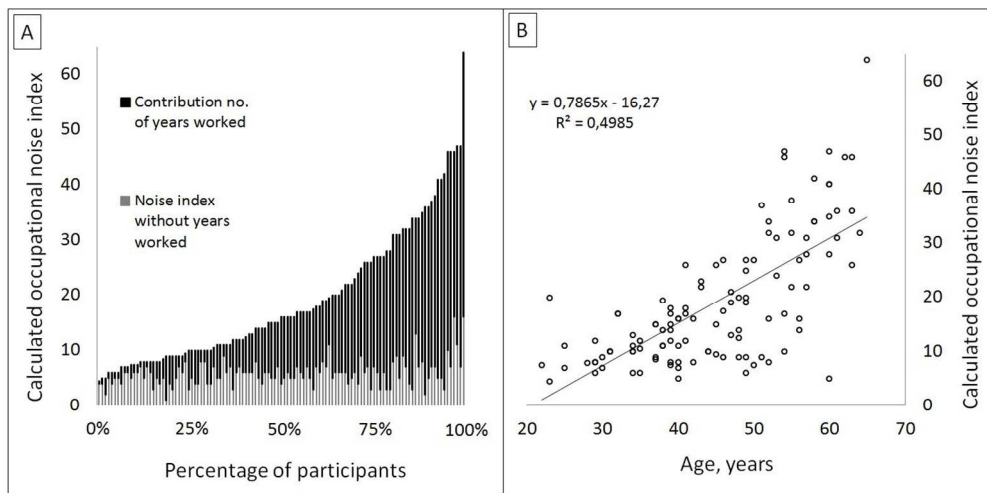 A
Calculated occupational noise index
60
50
40
30
20
10
0
Contribution no.
of years worked
Noise index
without years
worked
0%
25%
50%
75%
100%
Percentage of participants
B
y = 0,7865x - 16,27
R² = 0,4985
60
50
40
30
20
10
0
Calculated occupational noise index
20
30
40
50
60
70
Age, years